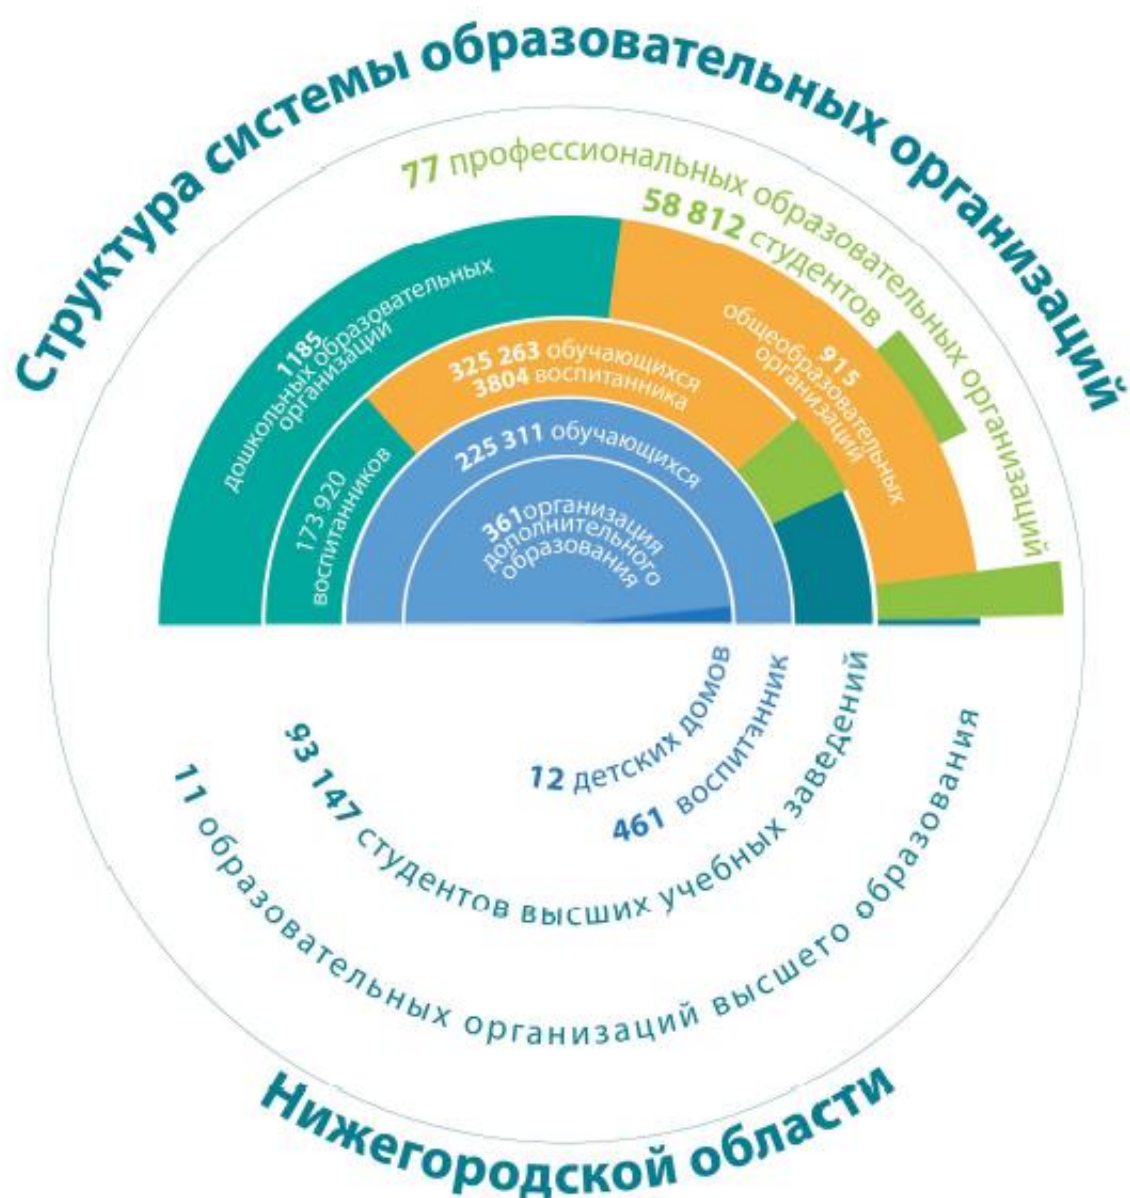 Структура системы образовательных организаций
77 профессиональных образовательных организаций
58 812 студентов
1185
дошкольных образовательных
организаций
915
общеобразовательных
организаций
325 263 обучающихся
3804 воспитанника
173 920
воспитанников
225 311 обучающихся
361организация
дополнительного
образования
12 детских домов
461 воспитанник
93 147 студентов высших учебных заведений
11 образовательных организаций высшего образования
Нижегородской области